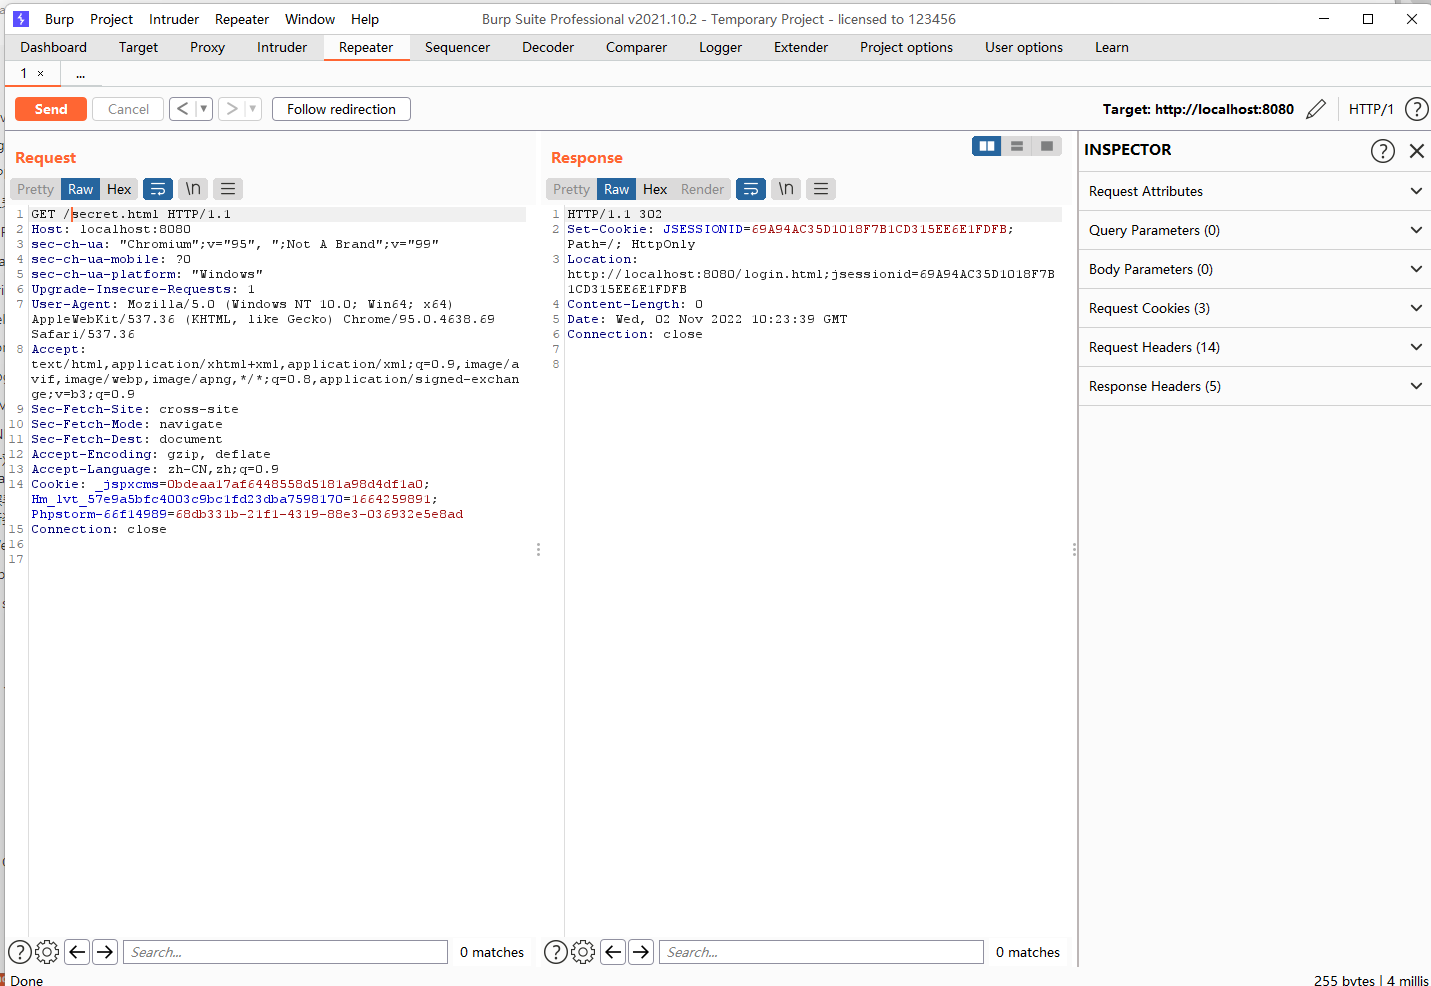 Burp Project Intruder Repeater Window Help Burp Suite Professional v2021.10.2 - Temporary Project - licensed to 123456
Dashboard Target Proxy Intruder Repeater Sequencer Decoder Comparer Logger Extender Project options User options Learn
1 × ...
Send Cancel < ▼ > ▼ Follow redirection Target: http://localhost:8080 HTTP/1 ?
Request
Pretty Raw Hex \n
1 GET /secret.html HTTP/1.1
2 Host: localhost:8080
3 sec-ch-ua: "Chromium";v="95", ";Not A Brand";v="99"
4 sec-ch-ua-mobile: ?0
5 sec-ch-ua-platform: "Windows"
6 Upgrade-Insecure-Requests: 1
7 User-Agent: Mozilla/5.0 (Windows NT 10.0; Win64; x64)
AppleWebKit/537.36 (KHTML, like Gecko) Chrome/95.0.4638.69
Safari/537.36
8 Accept:
text/html,application/xhtml+xml,application/xml;q=0.9,image/a
vif,image/webp,image/apng,*/*;q=0.8,application/signed-exchan
ge;v=b3;q=0.9
9 Sec-Fetch-Site: cross-site
10 Sec-Fetch-Mode: navigate
11 Sec-Fetch-Dest: document
12 Accept-Encoding: gzip, deflate
13 Accept-Language: zh-CN,zh;q=0.9
14 Cookie: _jspxcms=0bdeaa17af6448558d5181a98d4df1a0;
Hm_lvt_57e9a5bfc4003c9bc1fd23dba7598170=1664259891;
Phpstorm-66f14989=68db331b-21f1-4319-88e3-036932e5e8ad
15 Connection: close
16
17
? Search... 0 matches
Response
Pretty Raw Hex Render \n
1 HTTP/1.1 302
2 Set-Cookie: JSESSIONID=69A94AC35D1018F7B1CD315EE6E1FDFB;
Path=/; HttpOnly
3 Location:
http://localhost:8080/login.html;jsessionid=69A94AC35D1018F7B
1CD315EE6E1FDFB
4 Content-Length: 0
5 Date: Wed, 02 Nov 2022 10:23:39 GMT
6 Connection: close
7
8
? Search... 0 matches
INSPECTOR ?
Request Attributes
Query Parameters (0)
Body Parameters (0)
Request Cookies (3)
Request Headers (14)
Response Headers (5)
Done 255 bytes | 4 millis